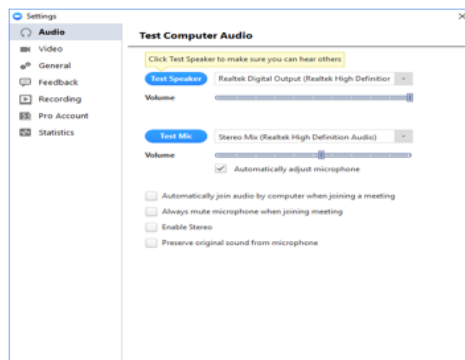 Settings
Audio
Video
General
Feedback
Recording
Pro Account
Statistics
Test Computer Audio
Click Test Speaker to make sure you can hear others
Test Speaker
Realtek Digital Output (Realtek High Definitior
Volume
Test Mic
Stereo Mix (Realtek High Definition Audio)
Volume
Automatically adjust microphone
Automatically join audio by computer when joining a meeting
Always mute microphone when joining meeting
Enable Stereo
Preserve original sound from microphone